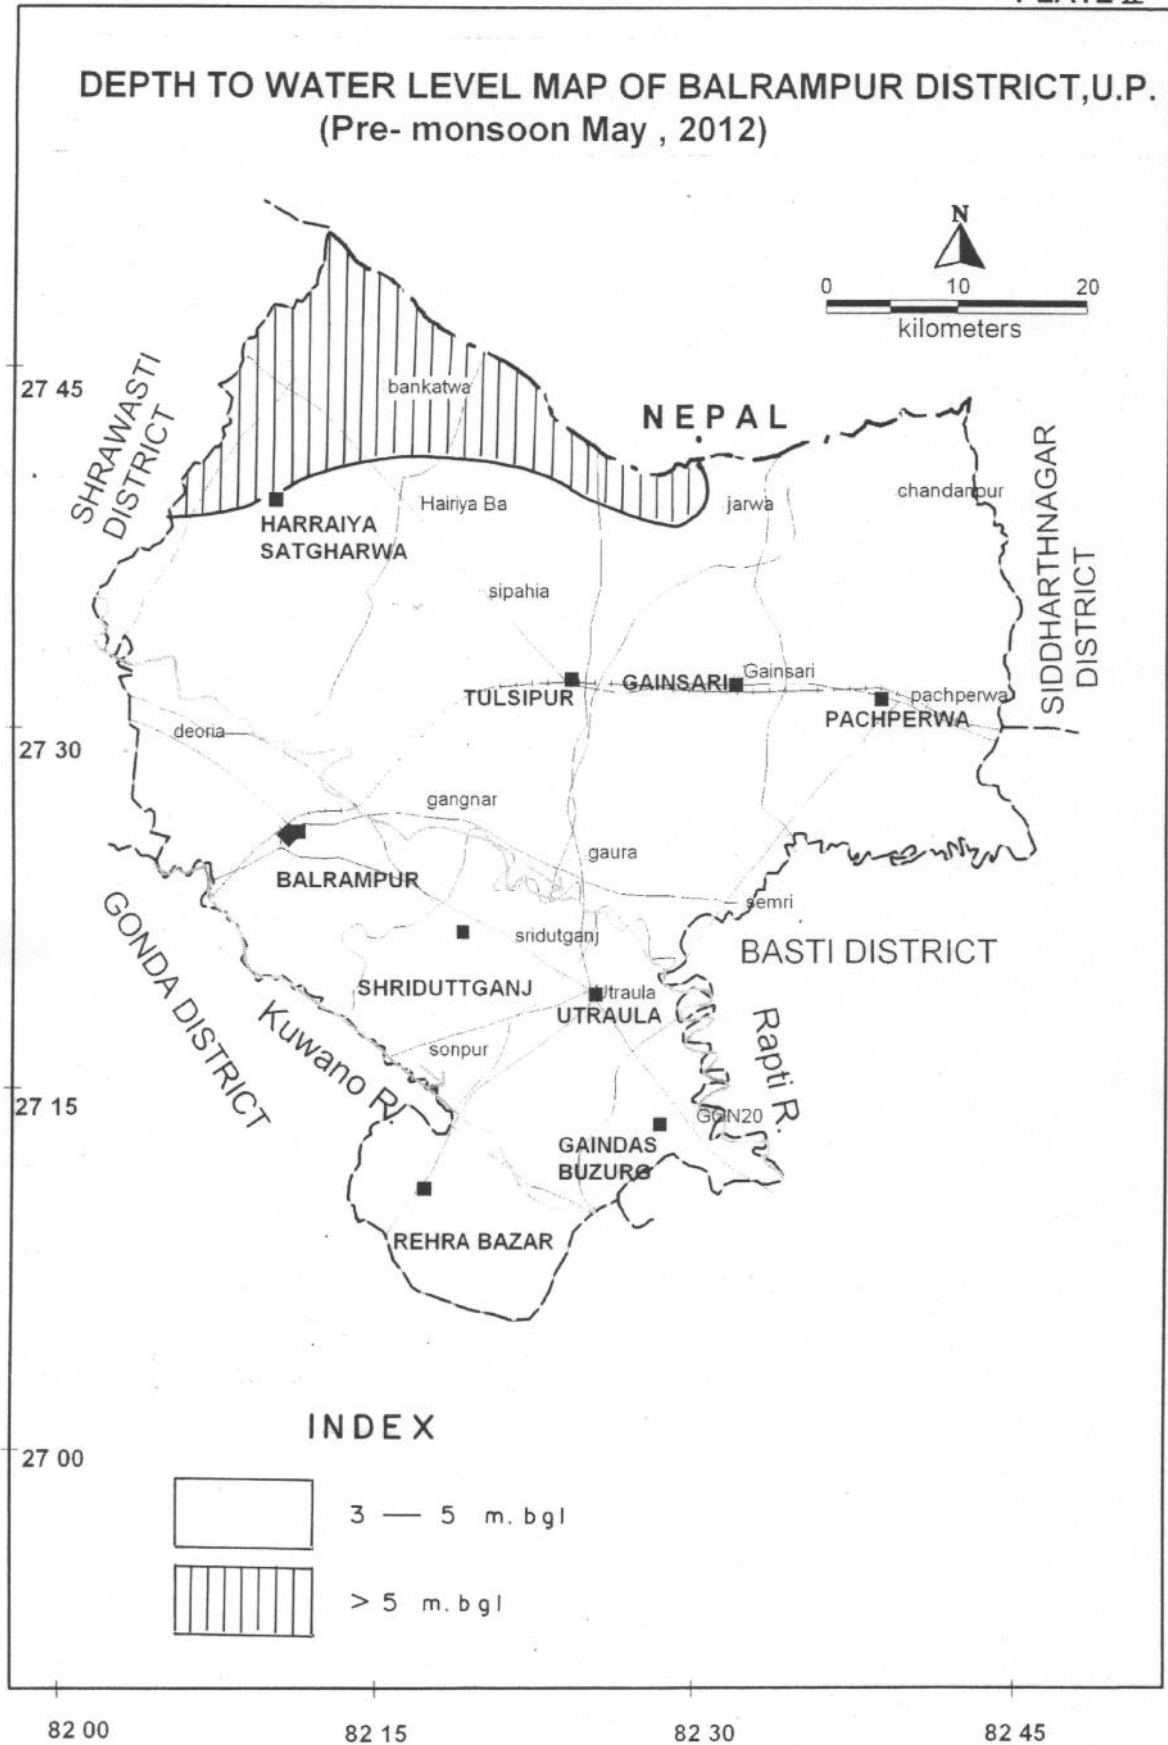 PLATE II
DEPTH TO WATER LEVEL MAP OF BALRAMPUR DISTRICT,U.P.
(Pre- monsoon May , 2012)
N
0 10 20
kilometers
27 45
SHRAWASTI
DISTRICT
bankatwa
NEPAL
SIDDHARTHNAGAR
DISTRICT
Hairiya Ba
jarwa
chandanpur
HARRAIYA
SATGHARWA
sipahia
TULSIPUR
GAINSARI
Gainsari
pachperwa
PACHPERWA
27 30
deoria
gangnar
gaura
BALRAMPUR
semri
GONDA DISTRICT
sridutganj
BASTI DISTRICT
SHRIDUTTGANJ
Utraula
UTRAULA
Kuwano R.
sonpur
Rapti R.
27 15
GON20
GAINDAS
BUZURG
REHRA BAZAR
INDEX
27 00
3 — 5 m. bgl
> 5 m. bgl
82 00 82 15 82 30 82 45